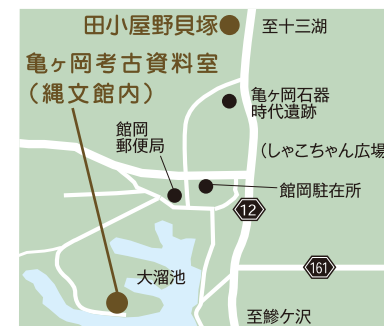 田小屋野貝塚
至十三湖
亀ヶ岡考古資料室
（縄文館内）
亀ヶ岡石器
時代遺跡
（しゃこちゃん広場
館岡
郵便局
館岡駐在所
12
大溜池
161
至鰺ケ沢